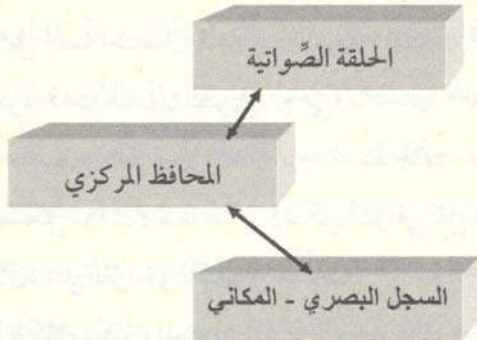 الحلقة الصِّواتية
المحافظ المركزي
السجل البصري - المكاني